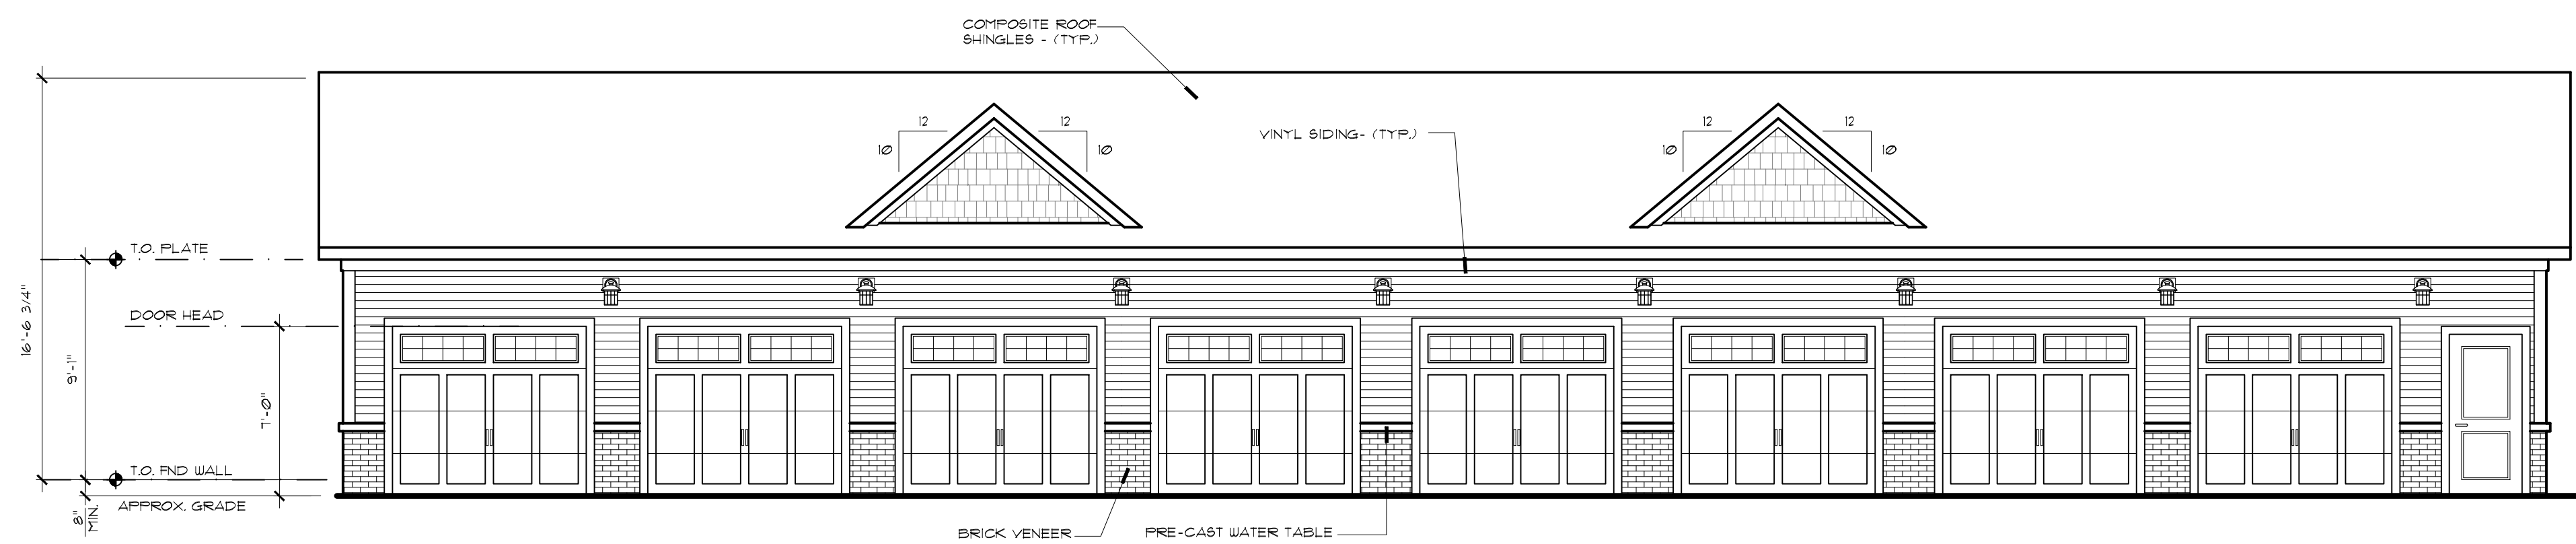 COMPOSITE ROOF
SHINGLES - (TYP.)
12
10
12
10
VINYL SIDING- (TYP.)
12
10
12
10
T.O. PLATE
DOOR HEAD
T.O. FND WALL
APPROX. GRADE
16'-6 3/4"
9'-1"
7'-0"
8"
MIN.
BRICK VENEER
PRE-CAST WATER TABLE